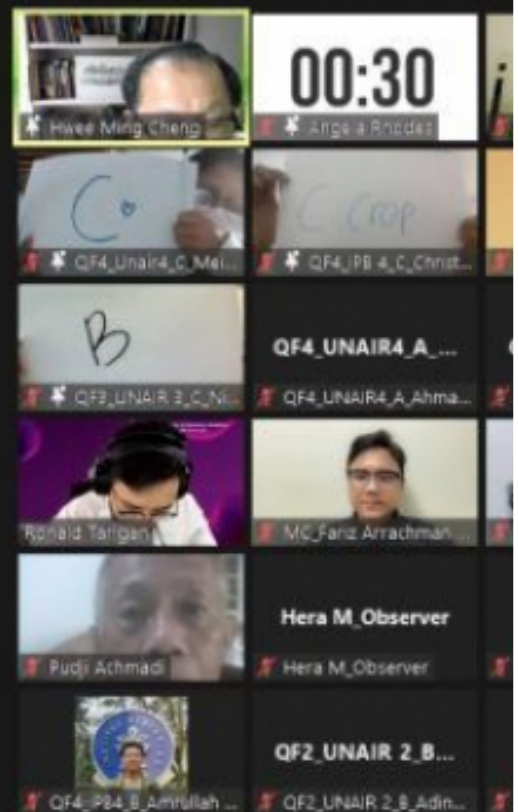 Hwee Ming Cheng
00:30
Angela Rhodes
C.
QF4_Unair4_C_Mei...
C Crop
QF4_IPB 4_C_Christ...
B
QF3_UNAIR 3_C_Ni...
QF4_UNAIR4_A_...
QF4_UNAIR4_A_Ahma...
Ronald Tarigan
MC_Fariz Arrachman ...
Pudji Achmadi
Hera M_Observer
Hera M_Observer
QF4_IPB4_B_Amrullah ...
QF2_UNAIR 2_B...
QF2_UNAIR 2_B_Adin...